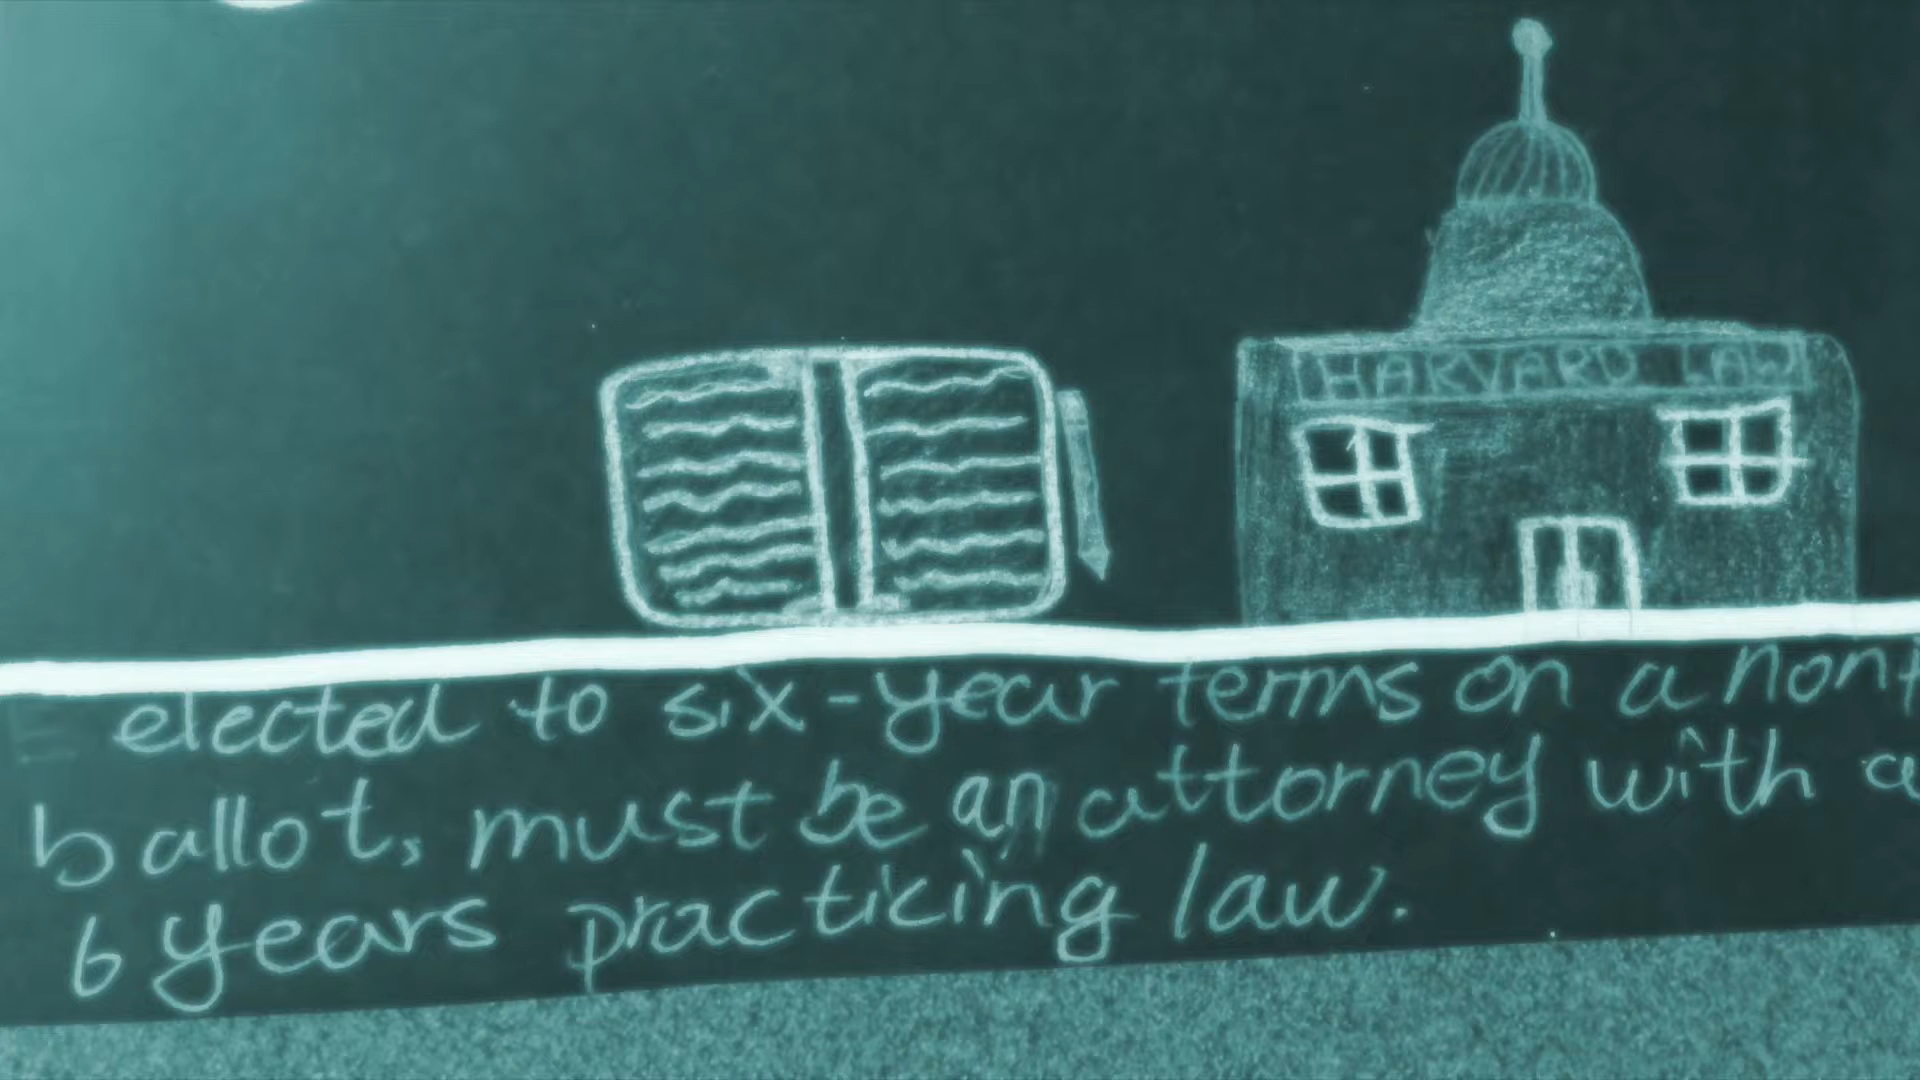 HARVARD LAW
elected to six-year terms on a
ballot, must be an attorney with
6 years practicing law.